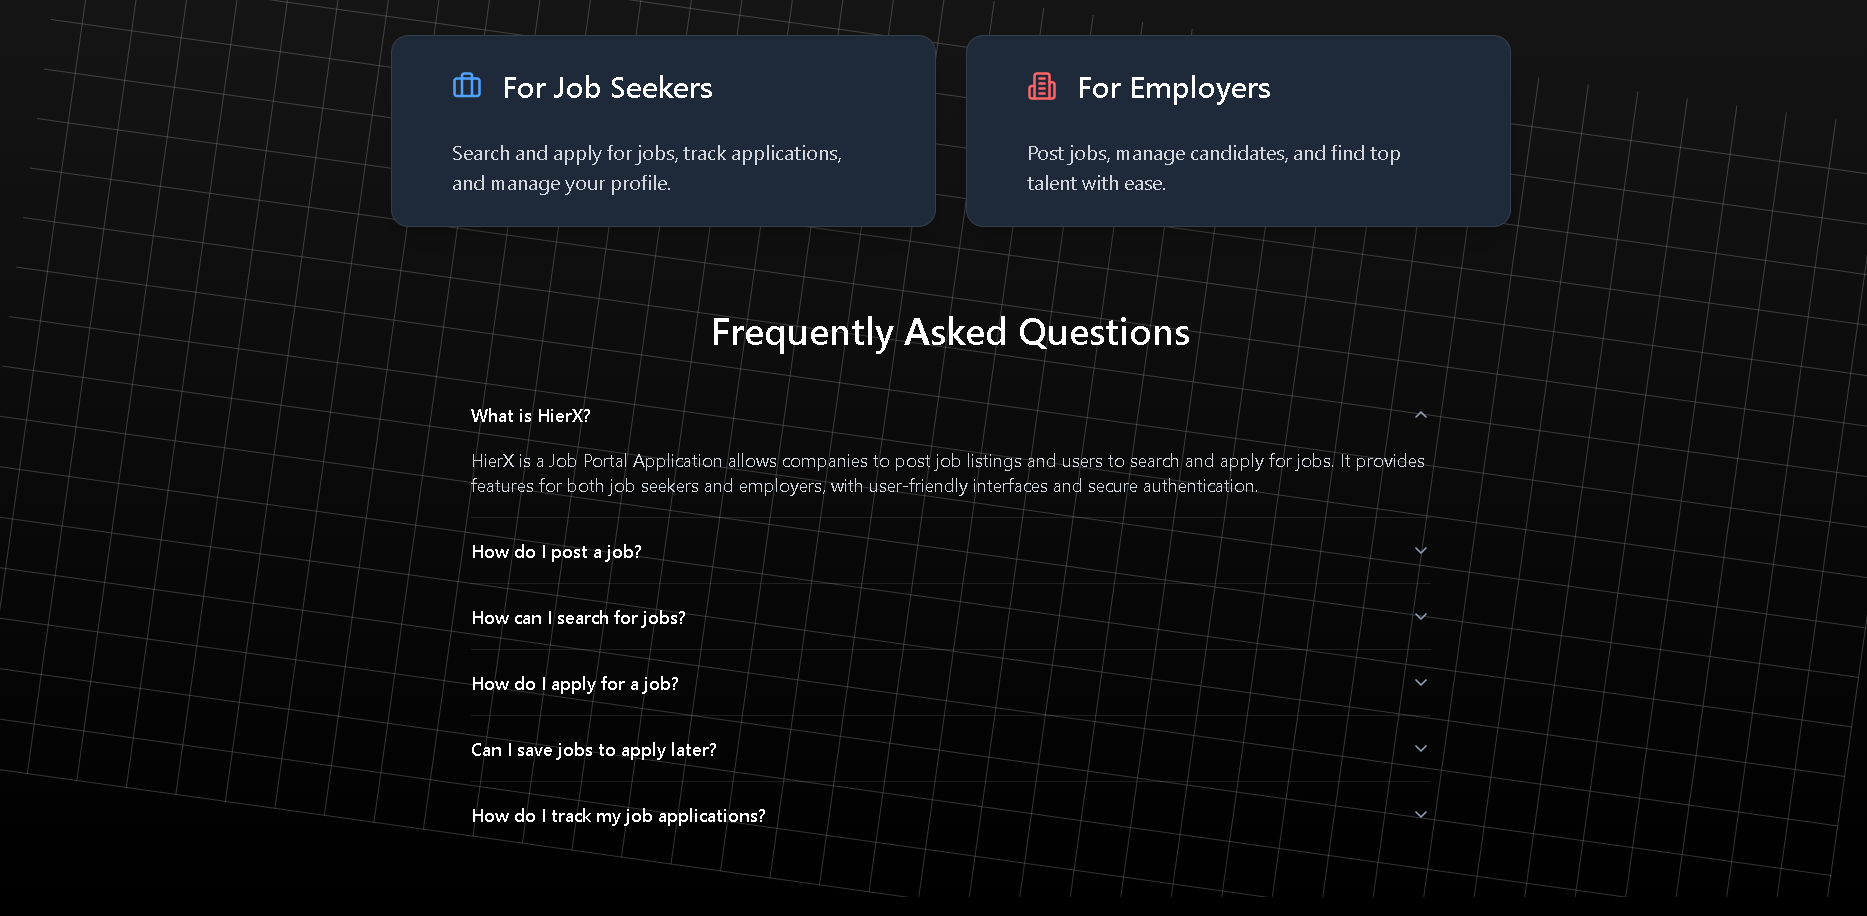 For Job Seekers
Search and apply for jobs, track applications,
and manage your profile.
For Employers
Post jobs, manage candidates, and find top
talent with ease.
Frequently Asked Questions
What is HierX?
HierX is a Job Portal Application allows companies to post job listings and users to search and apply for jobs. It provides
features for both job seekers and employers, with user-friendly interfaces and secure authentication.
How do I post a job?
How can I search for jobs?
How do I apply for a job?
Can I save jobs to apply later?
How do I track my job applications?